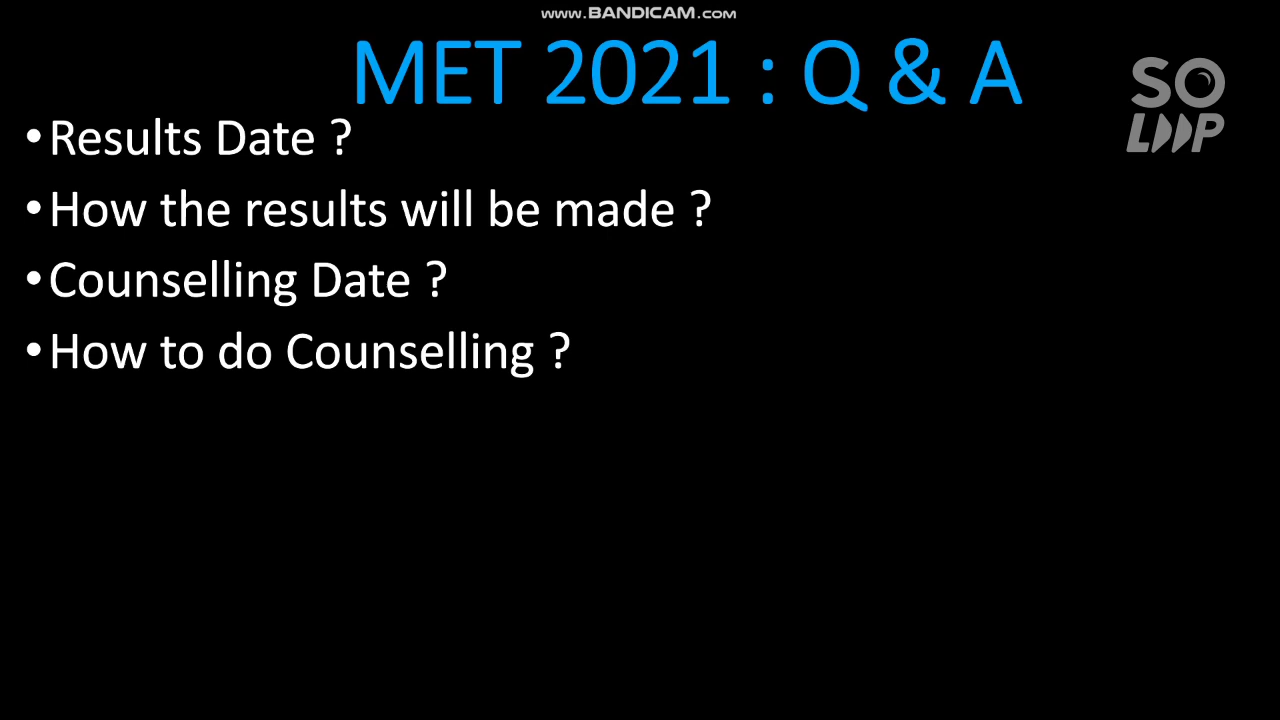 www.BANDICAM.com
MET 2021 : Q & A
SO
LOOP
•Results Date ?
•How the results will be made ?
•Counselling Date ?
•How to do Counselling ?